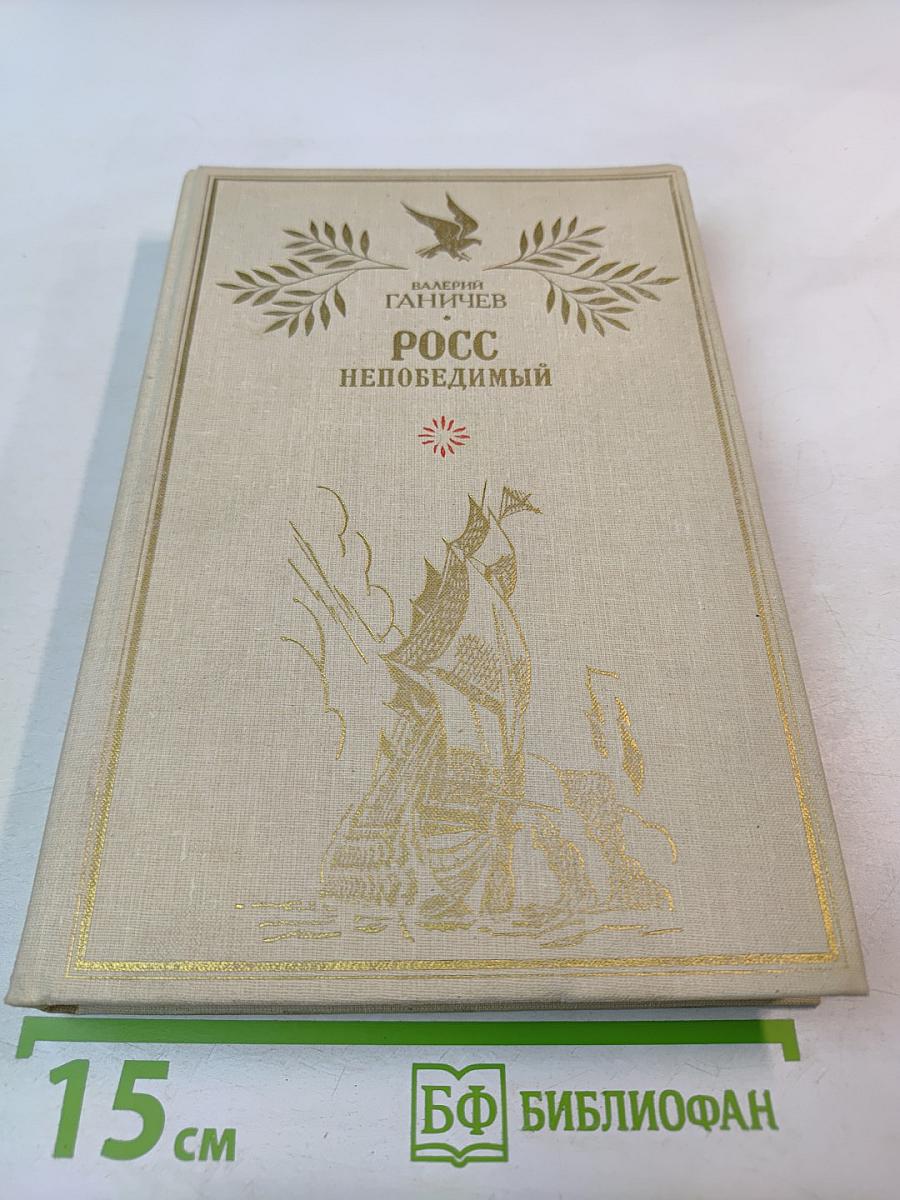 ВАЛЕРИЙ
ГАНИЧЕВ
РОСС
НЕПОБЕДИМЫЙ
15 см
БФ БИБЛИОФАН